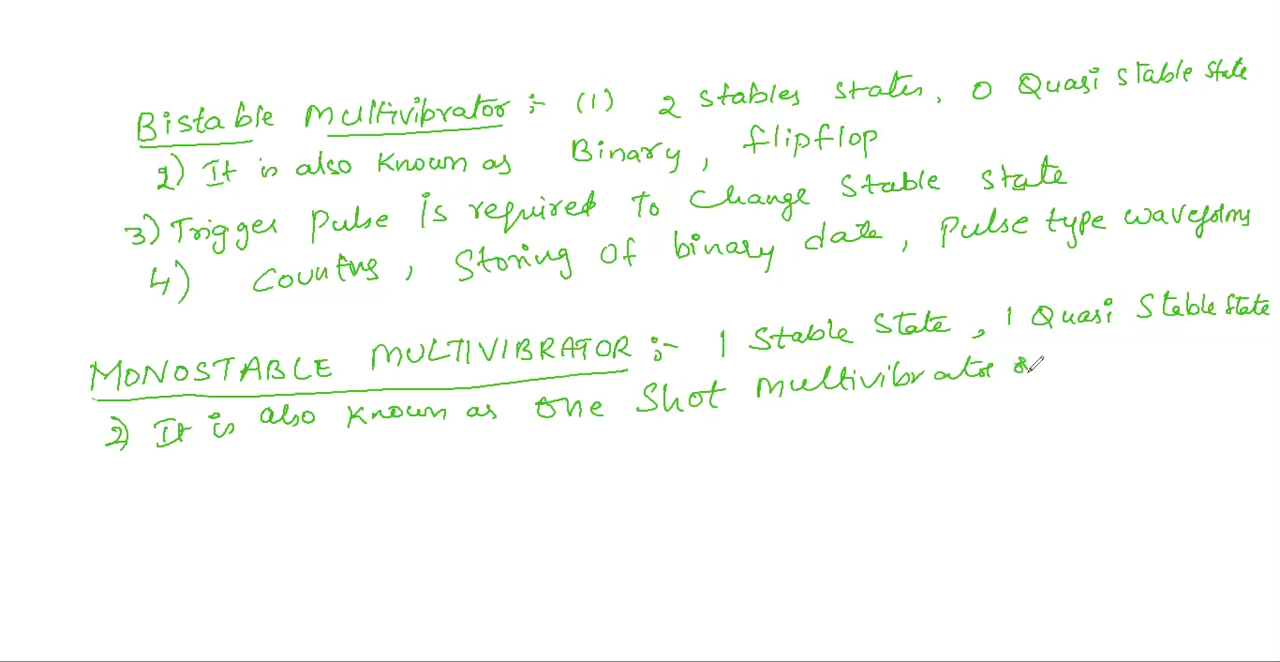 Bistable Multivibrator :- (1) 2 stables states, 0 Quasi stable state
2) It is also known as Binary, flipflop
3) Trigger pulse is required to change stable state
4) Counting, Storing of binary date, pulse type waveforms
MONOSTABLE MULTIVIBRATOR :- 1 Stable State, 1 Quasi Stable State
2) It is also known as one shot multivibrator